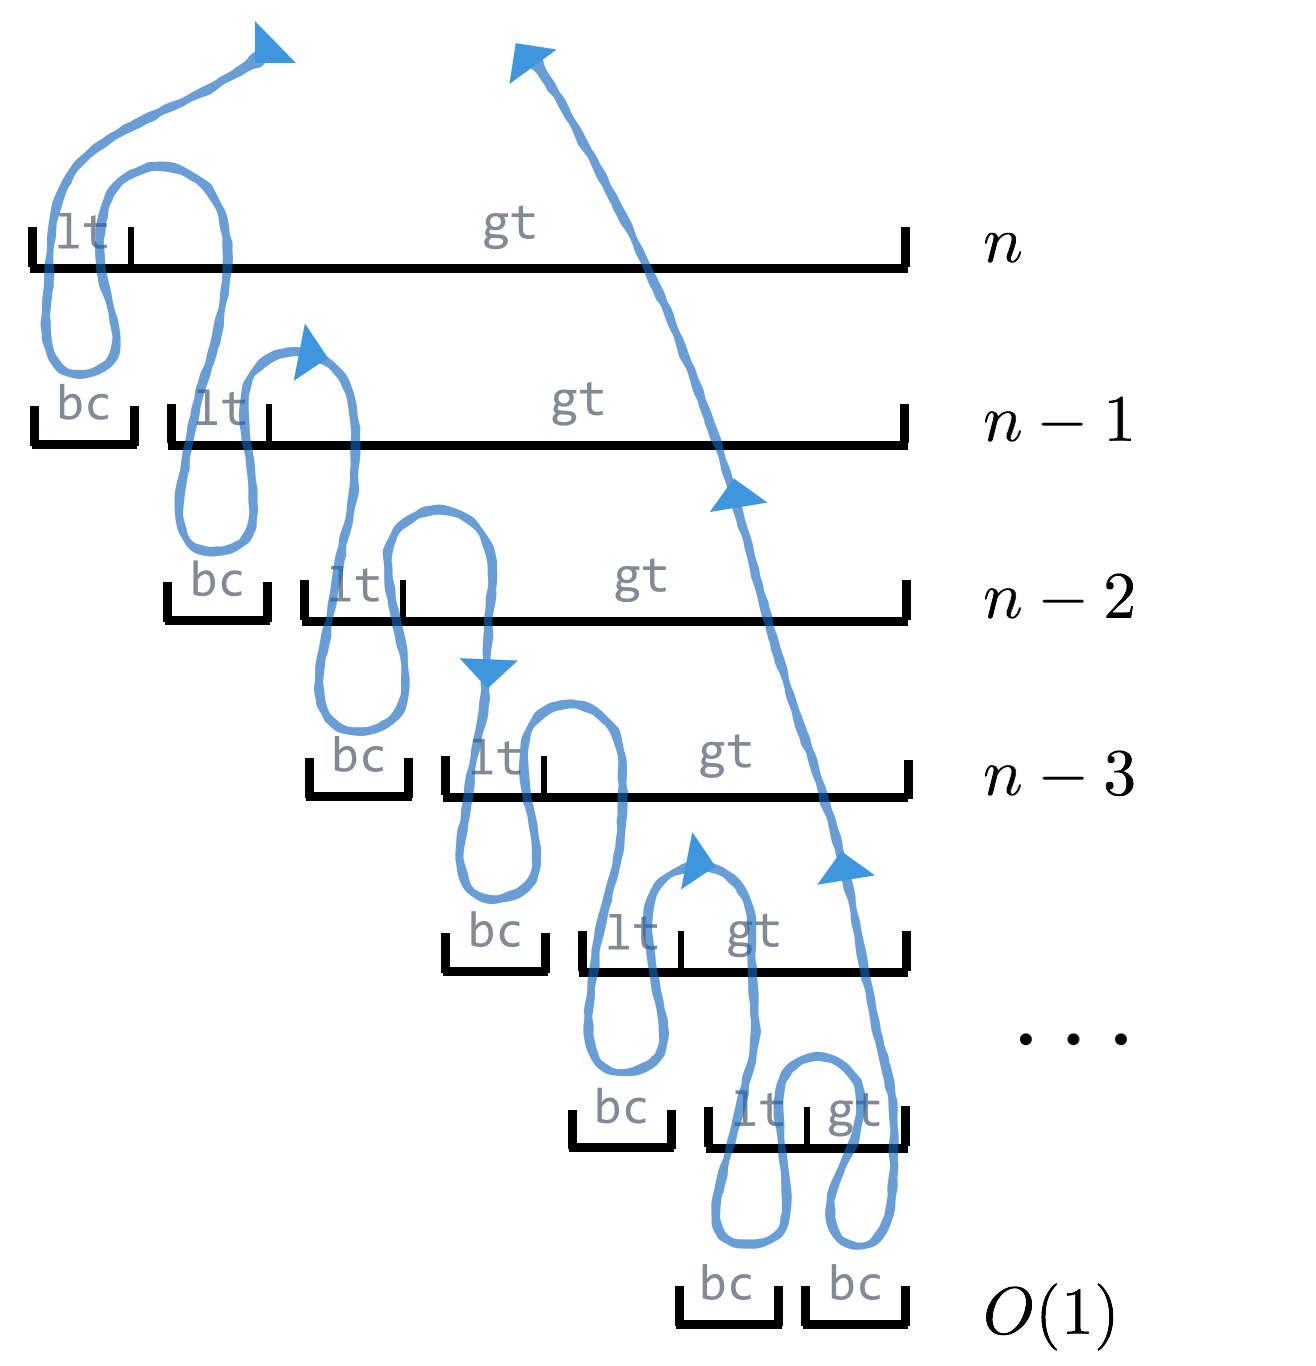 lt gt n
bc lt gt n − 1
bc lt gt n − 2
bc lt gt n − 3
bc lt gt
· · ·
bc lt gt
bc bc O(1)